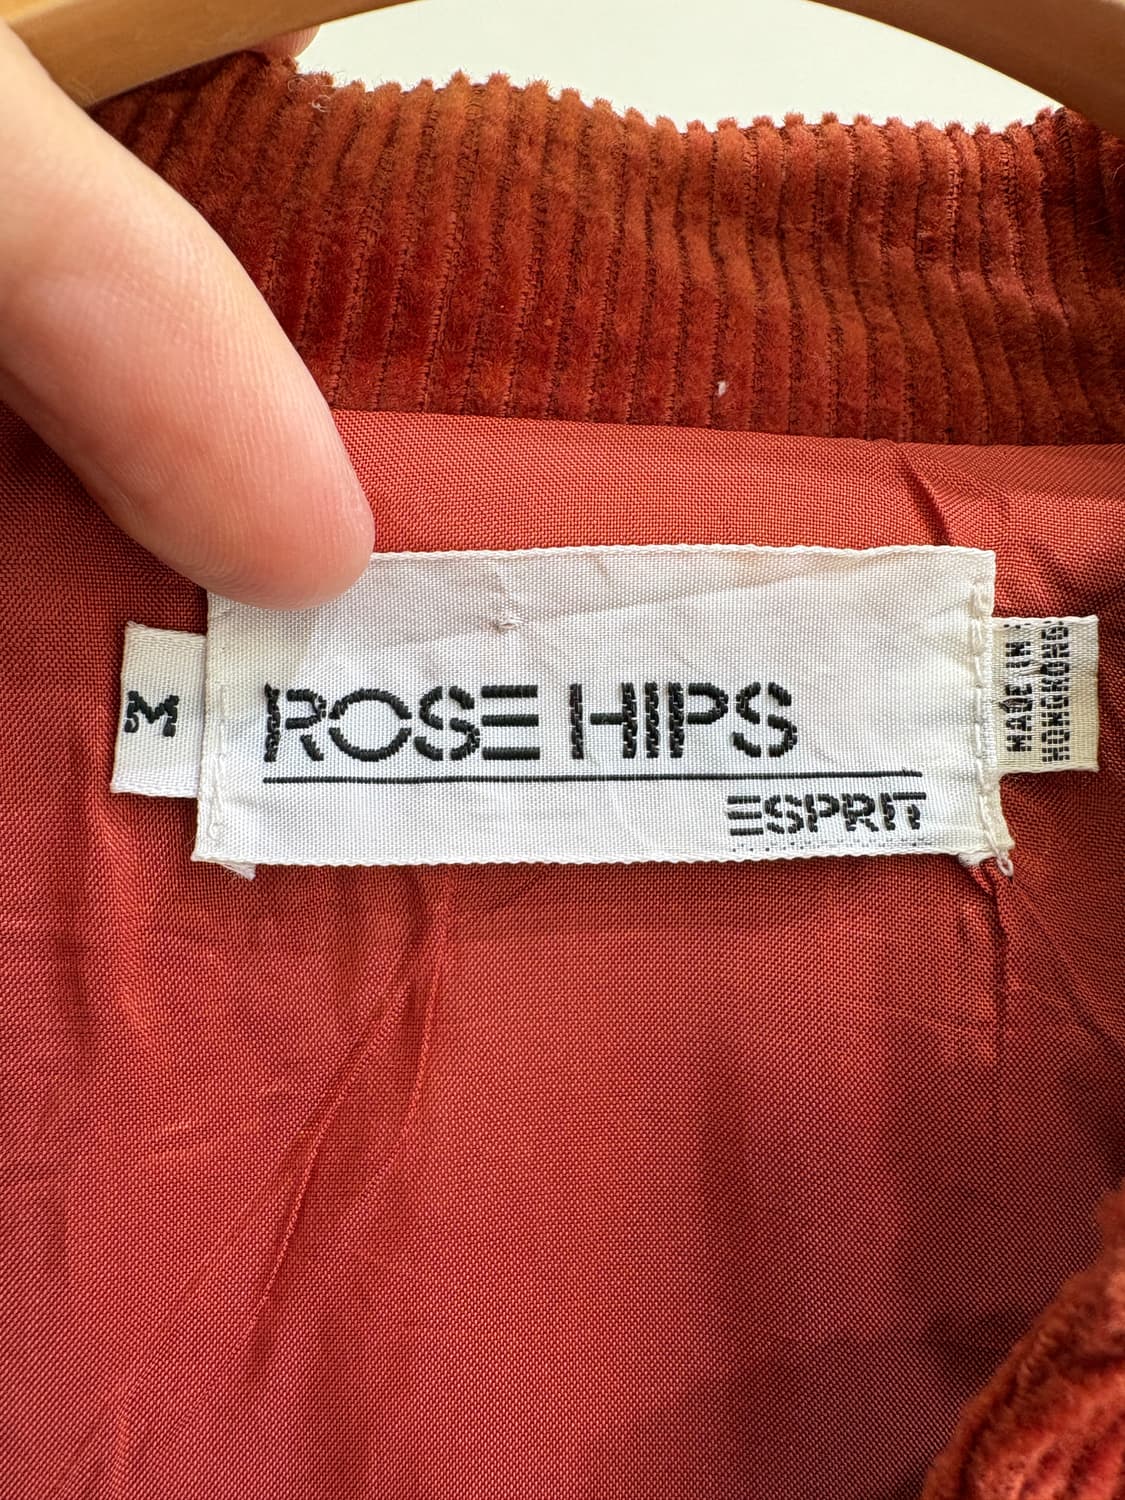 M
ROSE HIPS
ESPRIT
MADE IN
HONGKONG